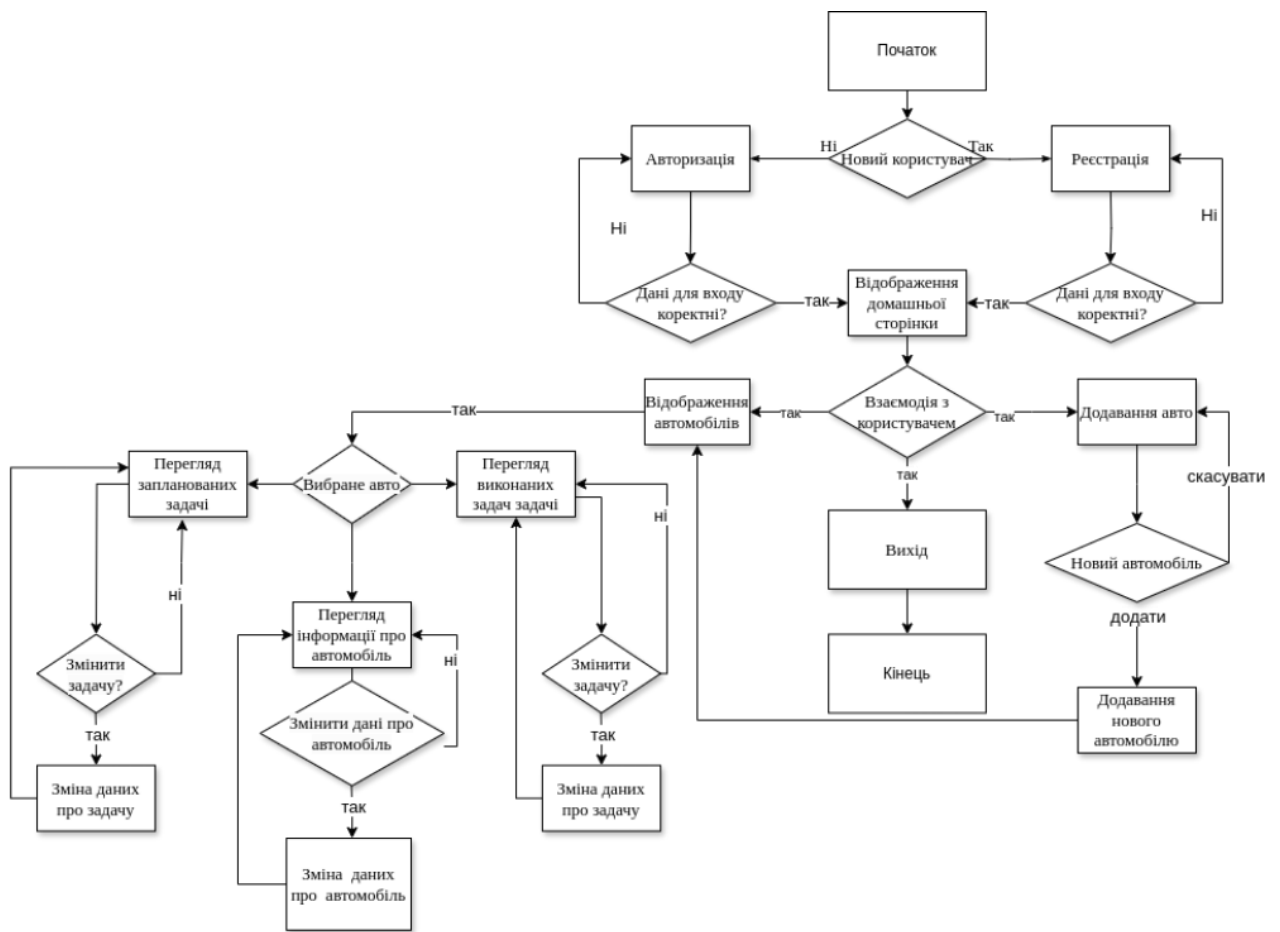 Початок
Ні
Новий користувач
Так
Авторизація
Реєстрація
Ні
Ні
Дані для входу
коректні?
так
Відображення
домашньої
сторінки
так
Дані для входу
коректні?
Відображення
автомобілів
так
Взаємодія з
користувачем
так
Додавання авто
так
так
скасувати
Перегляд
запланованих
задачі
Вибране авто
Перегляд
виконаних
задач задачі
ні
Вихід
Новий автомобіль
додати
ні
Перегляд
інформації про
автомобіль
ні
Змінити
задачу?
Змінити
задачу?
Кінець
Змінити дані про
автомобіль
Додавання
нового
автомобілю
так
так
Зміна даних
про задачу
так
Зміна даних
про задачу
Зміна даних
про автомобіль